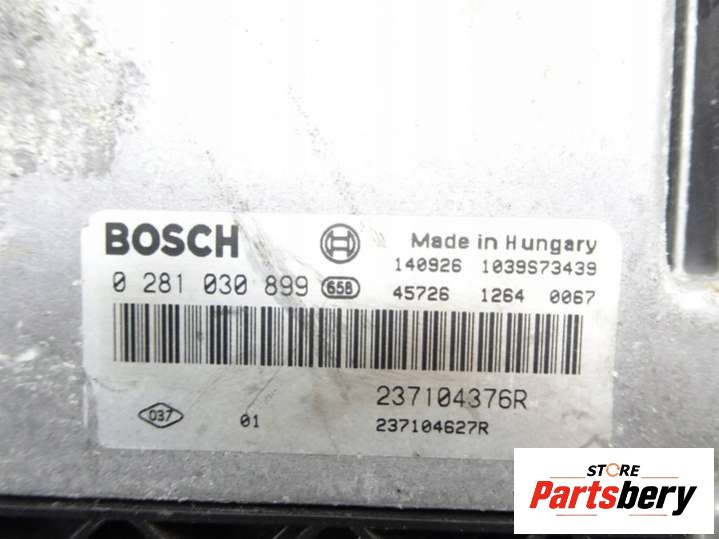 BOSCH
Made in Hungary
0 281 030 899 65B
140926 1039S73439
45726 1264 0067
237104376R
037 01 237104627R
STORE
Partsbery